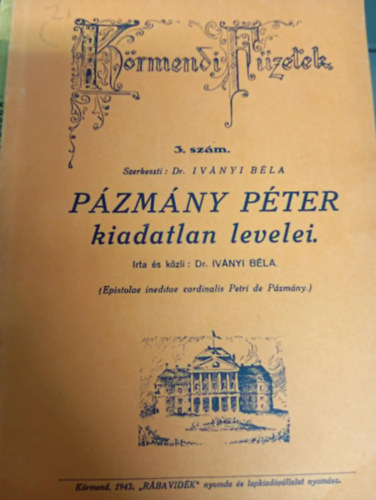 Körmendi Füzetek
3. szám.
Szerkeszti: Dr. IVÁNYI BÉLA
PÁZMÁNY PÉTER
kiadatlan levelei.
Irta és közli: Dr. IVÁNYI BÉLA.
(Epistolae ineditae cardinalis Petri de Pázmány.)
Körmend, 1943. „RÁBAVIDÉK" nyomda és lapkiadóvállalat nyomása.